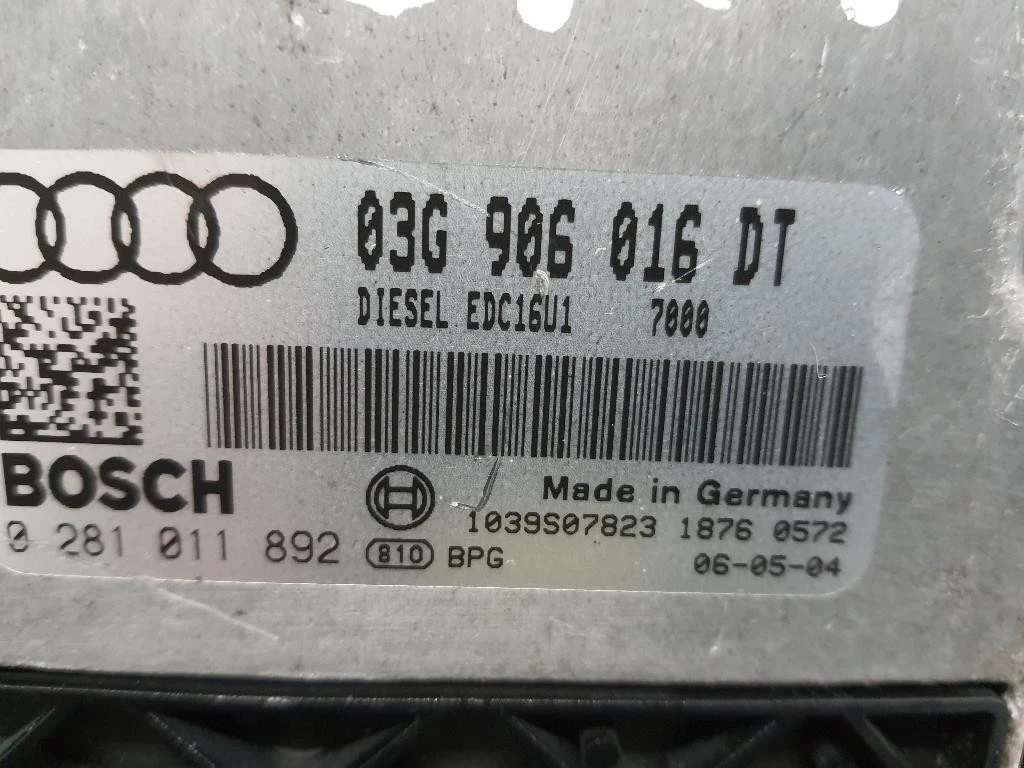 03G 906 016 DT
DIESEL EDC16U1 7000
BOSCH
Made in Germany
1039S07823 1876 0572
0 281 011 892 810 BPG 06-05-04